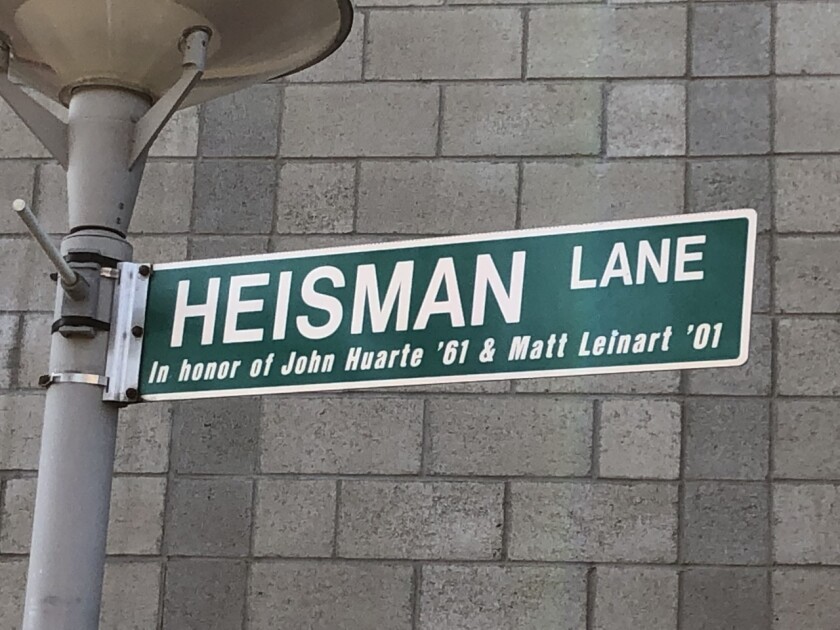 HEISMAN LANE
In honor of John Huarte '61 & Matt Leinart '01